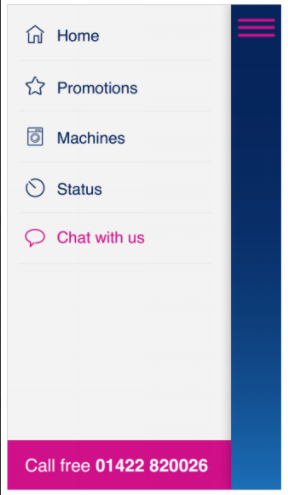 Home
Promotions
Machines
Status
Chat with us
Call free 01422 820026